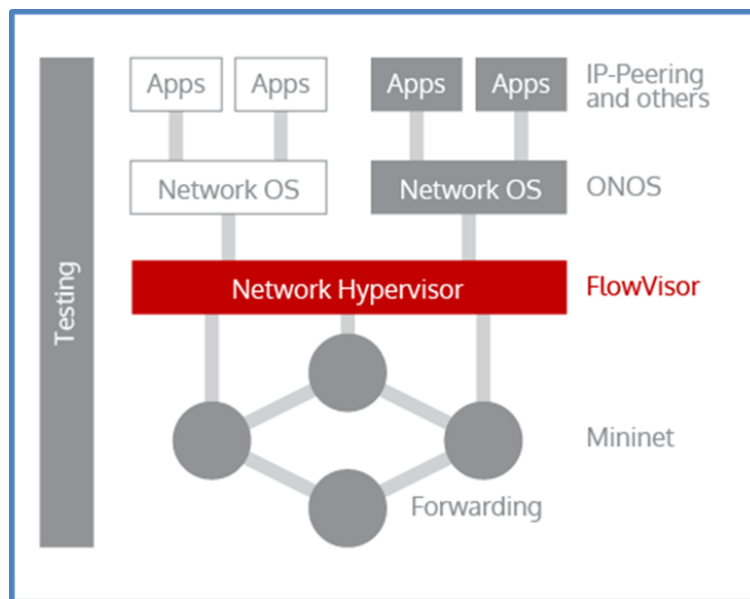 Apps Apps Apps Apps IP-Peering
and others
Network OS Network OS ONOS
Network Hypervisor FlowVisor
Testing
Mininet
Forwarding